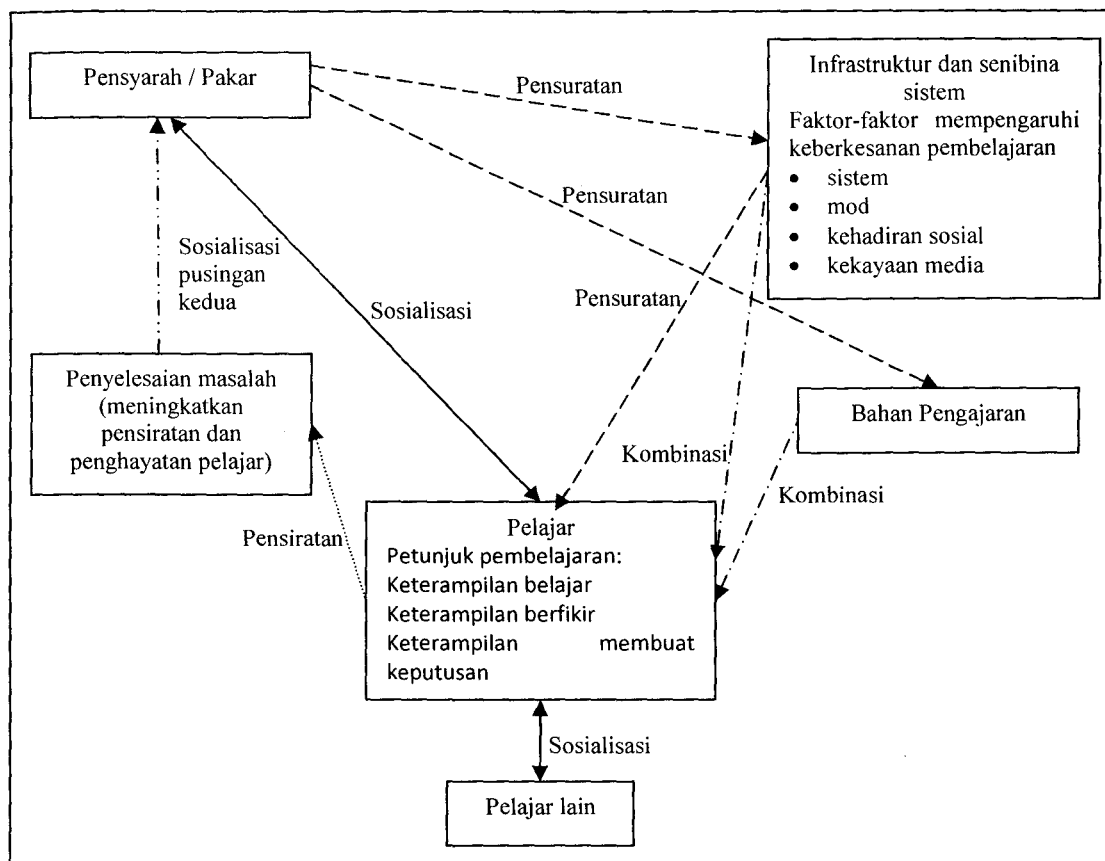 Pensyarah / Pakar
Pensuratan
Infrastruktur dan senibina
sistem
Faktor-faktor mempengaruhi
keberkesanan pembelajaran
• sistem
• mod
• kehadiran sosial
• kekayaan media
Pensuratan
Sosialisasi
pusingan
kedua
Sosialisasi
Pensuratan
Penyelesaian masalah
(meningkatkan
pensiratan dan
penghayatan pelajar)
Bahan Pengajaran
Kombinasi
Kombinasi
Pensiratan
Pelajar
Petunjuk pembelajaran:
Keterampilan belajar
Keterampilan berfikir
Keterampilan membuat
keputusan
Sosialisasi
Pelajar lain